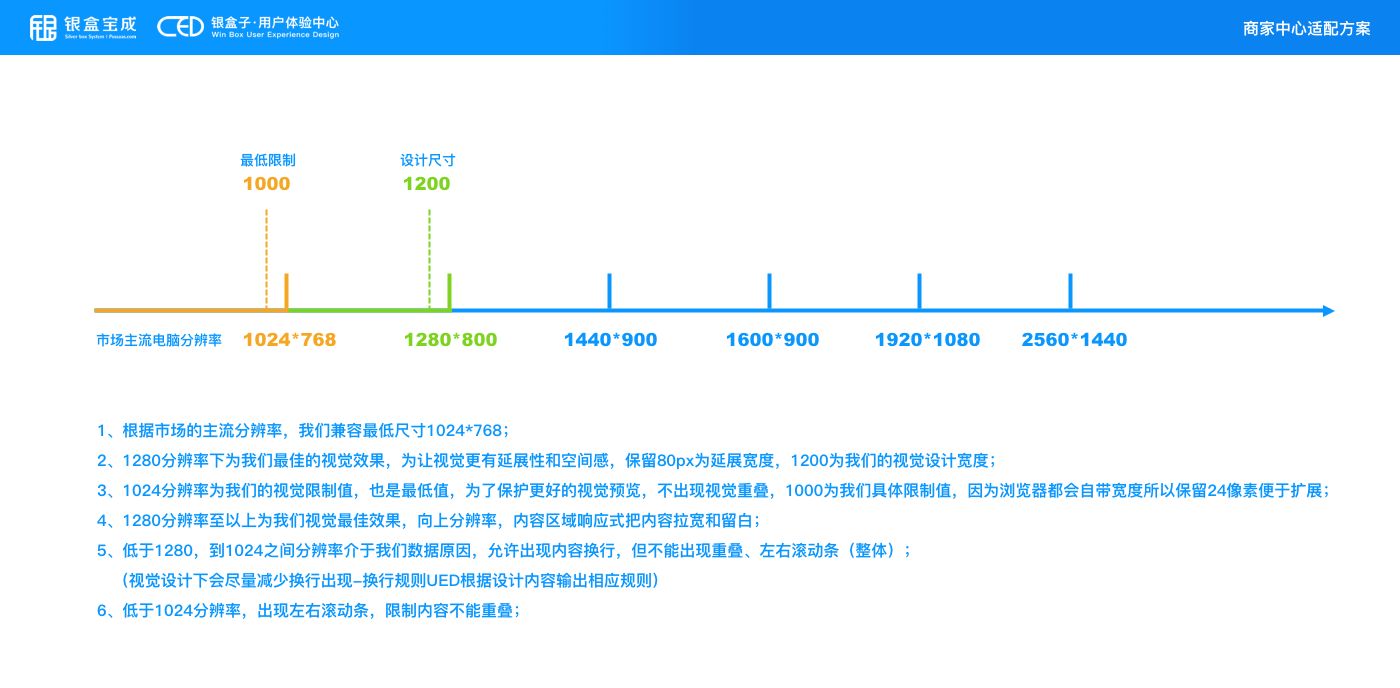 银盒宝成
Silver box System | Possoas.com
银盒子·用户体验中心
Win Box User Experience Design
商家中心适配方案
最低限制
1000
设计尺寸
1200
市场主流电脑分辨率
1024*768
1280*800
1440*900
1600*900
1920*1080
2560*1440
1、根据市场的主流分辨率，我们兼容最低尺寸1024*768；
2、1280分辨率下为我们最佳的视觉效果，为让视觉更有延展性和空间感，保留80px为延展宽度，1200为我们的视觉设计宽度；
3、1024分辨率为我们的视觉限制值，也是最低值，为了保护更好的视觉预览，不出现视觉重叠，1000为我们具体限制值，因为浏览器都会自带宽度所以保留24像素便于扩展；
4、1280分辨率至以上为我们视觉最佳效果，向上分辨率，内容区域响应式把内容拉宽和留白；
5、低于1280，到1024之间分辨率介于我们数据原因，允许出现内容换行，但不能出现重叠、左右滚动条（整体）；
（视觉设计下会尽量减少换行出现–换行规则UED根据设计内容输出相应规则）
6、低于1024分辨率，出现左右滚动条，限制内容不能重叠；